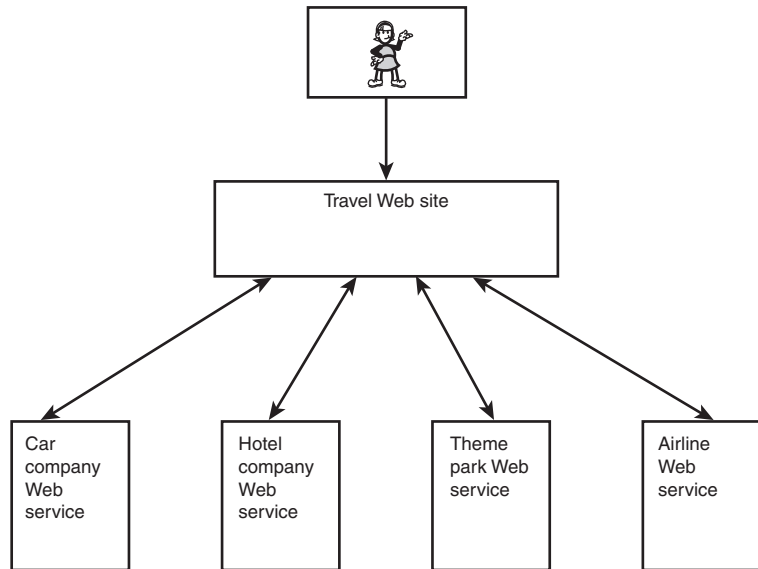 Travel Web site
Car
company
Web
service
Hotel
company
Web
service
Theme
park Web
service
Airline
Web
service